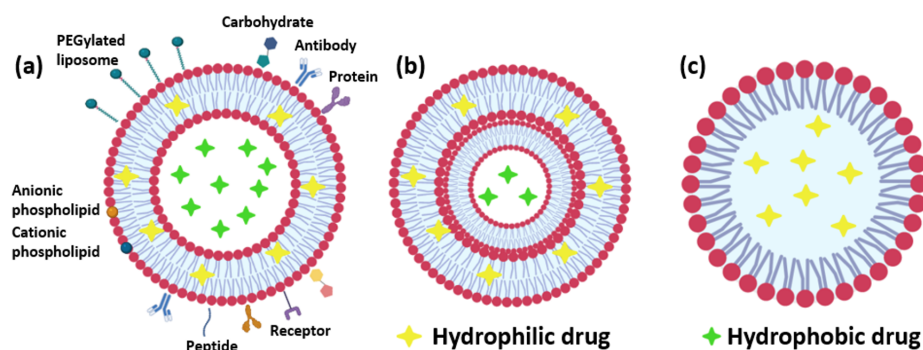 (a)
PEGylated
liposome
Carbohydrate
Antibody
Protein
Anionic
phospholipid
Cationic
phospholipid
Peptide
Receptor
(b)
(c)
Hydrophilic drug
Hydrophobic drug